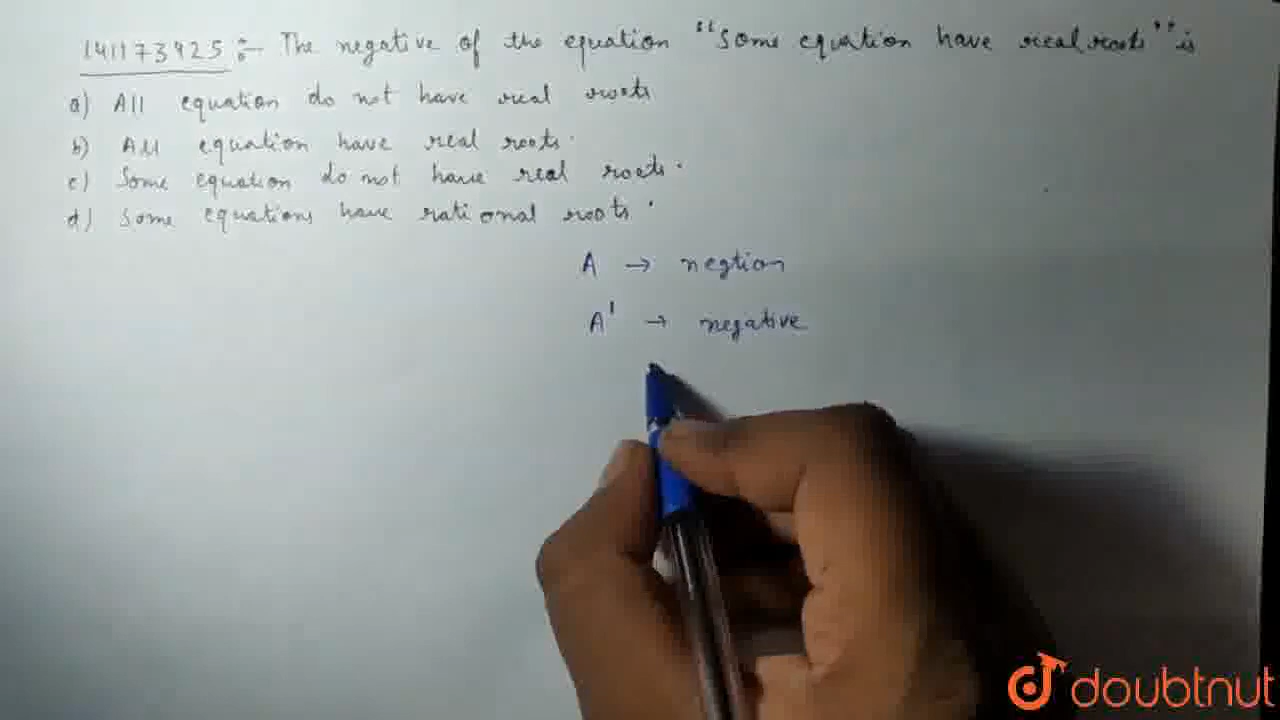 141173425 :- The negative of the equation "Some equation have real roots" is
a) All equation do not have real roots
b) All equation have real roots.
c) Some equation do not have real roots.
d) Some equations have rational roots.
A → negtion
A' → negative
doubtnut